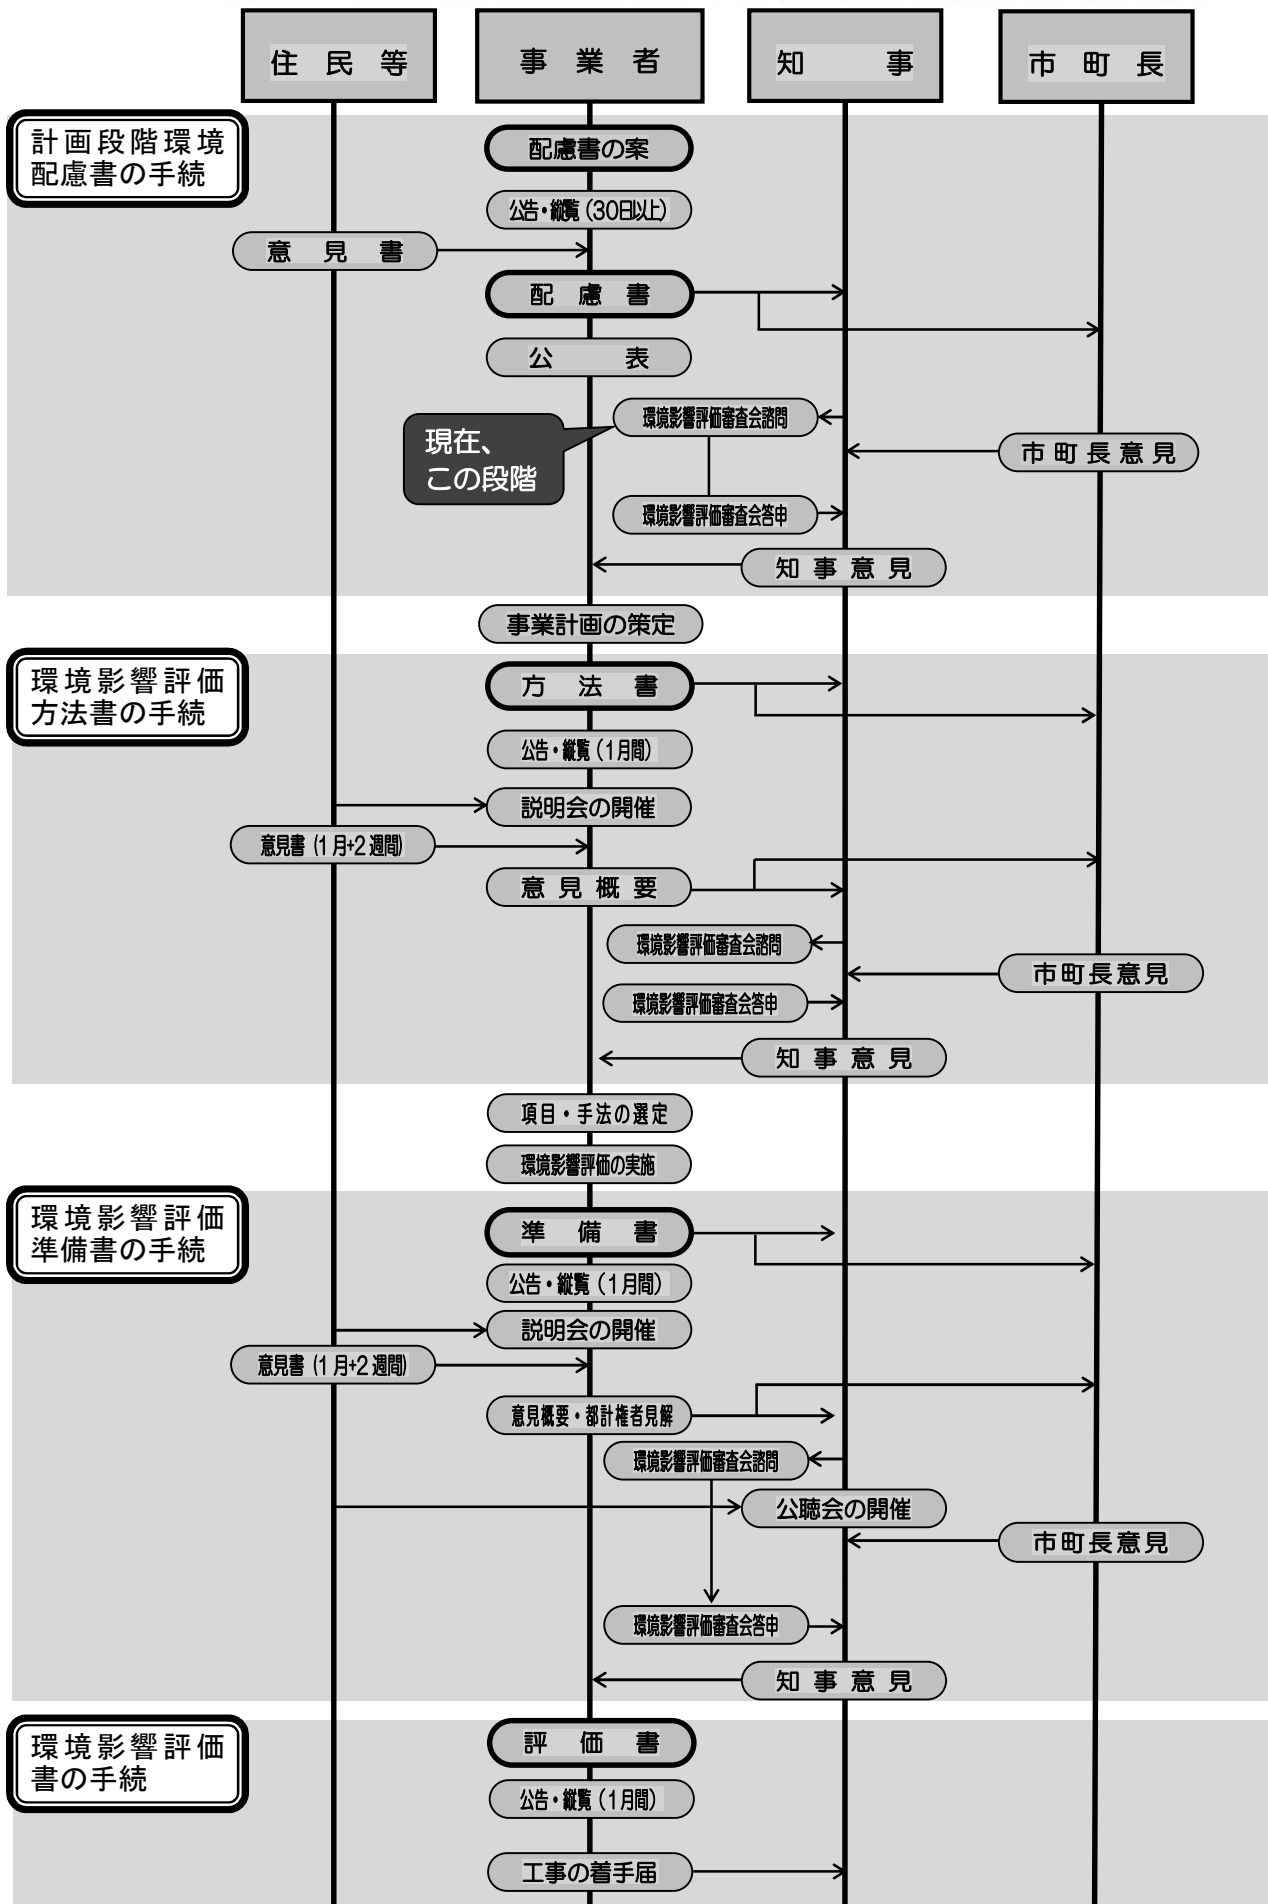 住民等
事業者
知事
市町長
計画段階環境
配慮書の手続
配慮書の案
公告・縦覧（30日以上）
意見書
配慮書
公表
環境影響評価審査会諮問
現在、
この段階
市町長意見
環境影響評価審査会答申
知事意見
事業計画の策定
環境影響評価
方法書の手続
方法書
公告・縦覧（1月間）
説明会の開催
意見書（1月+2週間）
意見概要
環境影響評価審査会諮問
市町長意見
環境影響評価審査会答申
知事意見
項目・手法の選定
環境影響評価の実施
環境影響評価
準備書の手続
準備書
公告・縦覧（1月間）
説明会の開催
意見書（1月+2週間）
意見概要・都計権者見解
環境影響評価審査会諮問
公聴会の開催
市町長意見
環境影響評価審査会答申
知事意見
環境影響評価
書の手続
評価書
公告・縦覧（1月間）
工事の着手届